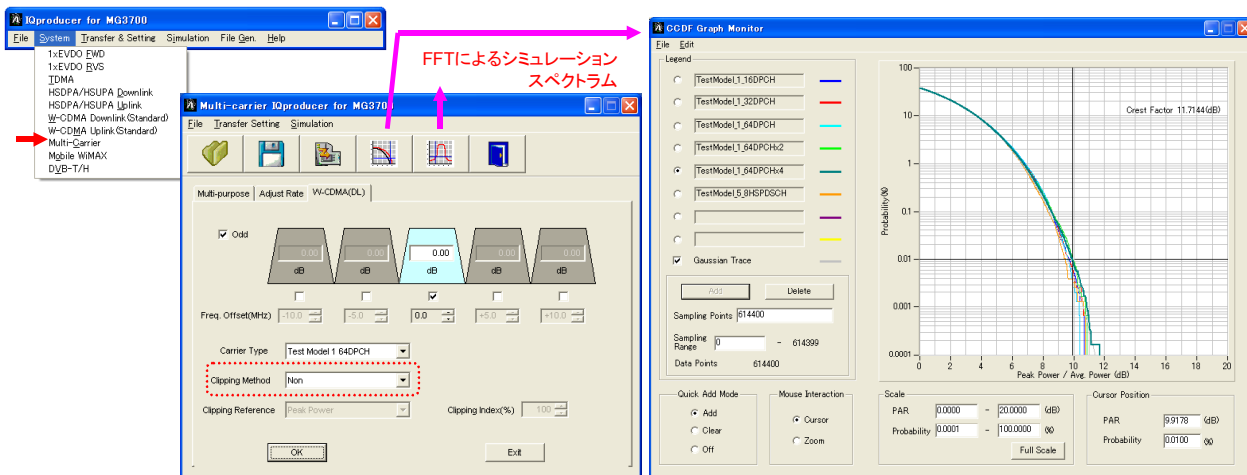 IQproducer for MG3700
File System Transfer & Setting Simulation File Gen. Help
1xEVDO FWD
1xEVDO RVS
TDMA
HSDPA/HSUPA Downlink
HSDPA/HSUPA Uplink
W-CDMA Downlink(Standard)
W-CDMA Uplink(Standard)
Multi-Carrier
Mobile WiMAX
DVB-T/H
FFTによるシミュレーション
スペクトラム
Multi-carrier IQproducer for MG3700
File Transfer Setting Simulation
Multi-purpose Adjust Rate W-CDMA(DL)
Odd
0.00 0.00 0.00 0.00 0.00
dB dB dB dB dB
Freq. Offset(MHz) -10.0 -5.0 0.0 +5.0 +10.0
Carrier Type Test Model 1 64DPCH
Clipping Method Non
Clipping Reference Peak Power Clipping Index(%) 100
OK Exit
CCDF Graph Monitor
File Edit
Legend
TestModel_1_16DPCH
TestModel_1_32DPCH
TestModel_1_64DPCH
TestModel_1_64DPCHx2
TestModel_1_64DPCHx4
TestModel_5_8HSPDSCH
Gaussian Trace
Add Delete
Sampling Points 614400
Sampling Range 0 - 614399
Data Points 614400
Quick Add Mode
Add
Clear
Off
Mouse Interaction
Cursor
Zoom
Crest Factor 11.7144(dB)
Probability(%)
100
10
1
0.1
0.01
0.001
0.0001
0 2 4 6 8 10 12 14 16 18 20
Peak Power / Avg. Power (dB)
Scale
PAR 0.0000 - 20.0000 (dB)
Probability 0.0001 - 100.0000 (%)
Full Scale
Cursor Position
PAR 9.9178 (dB)
Probability 0.0100 (%)